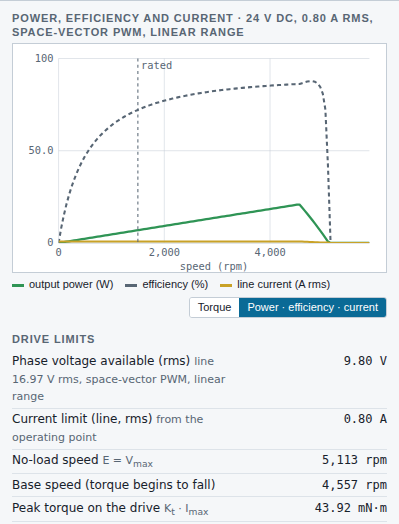 POWER, EFFICIENCY AND CURRENT · 24 V DC, 0.80 A RMS,
SPACE-VECTOR PWM, LINEAR RANGE
100
rated
50.0
0
0 2,000 4,000
speed (rpm)
output power (W) efficiency (%) line current (A rms)
Torque Power · efficiency · current
DRIVE LIMITS
Phase voltage available (rms) line 9.80 V
16.97 V rms, space-vector PWM, linear
range
Current limit (line, rms) from the 0.80 A
operating point
No-load speed E = Vmax 5,113 rpm
Base speed (torque begins to fall) 4,557 rpm
Peak torque on the drive Kt · Imax 43.92 mN·m